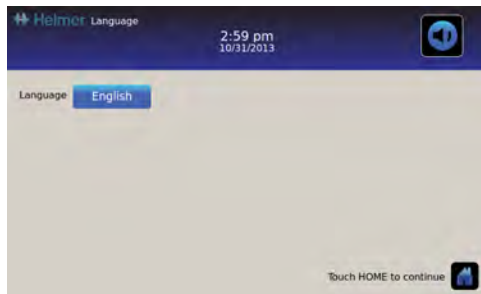 Helmer Language
2:59 pm
10/31/2013
Language English
Touch HOME to continue